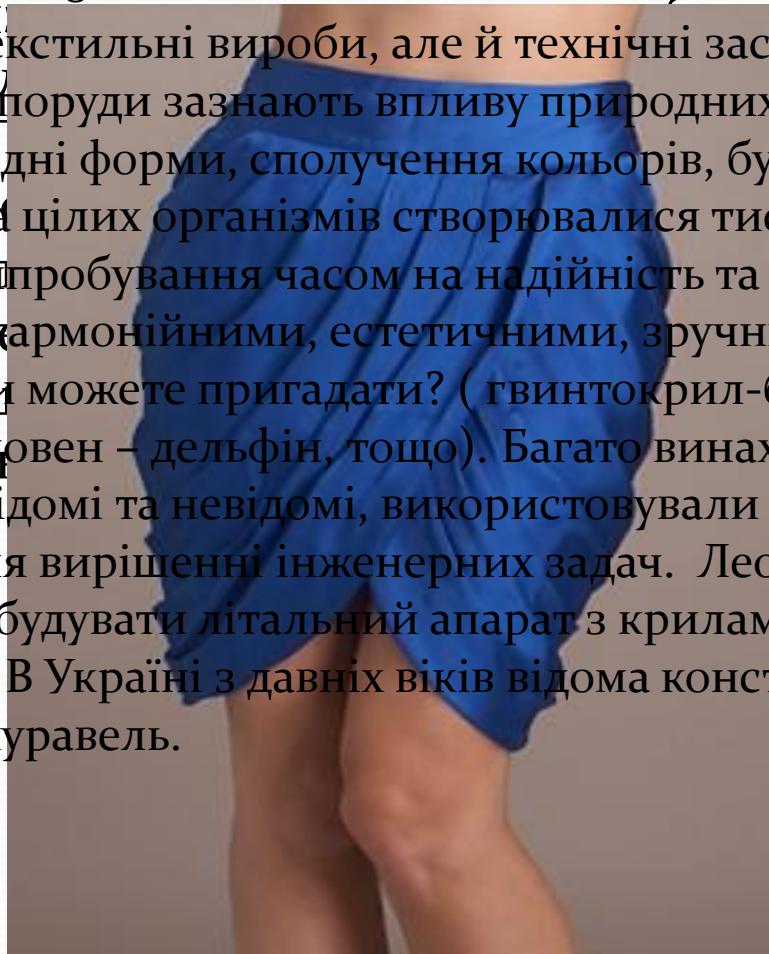 кстильні вироби, але й технічні зас
поруди зазнають впливу природних
дні форми, сполучення кольорів, бу
цілих організмів створювалися тис
пробування часом на надійність та
армонійними, естетичними, зручн
и можете пригадати? ( гвинтокрил-б
овен – дельфін, тощо). Багато винах
ідомі та невідомі, використовували
я вирішенні інженерних задач. Лео
будувати літальний апарат з крилам
В Україні з давніх віків відома конст
уравель.